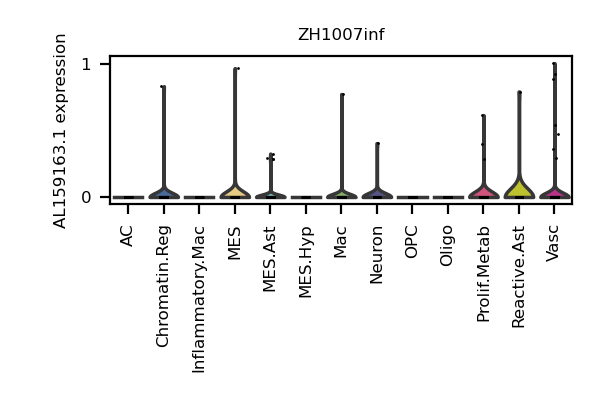 ZH1007inf
AL159163.1 expression
1
0
AC
Chromatin.Reg
Inflammatory.Mac
MES
MES.Ast
MES.Hyp
Mac
Neuron
OPC
Oligo
Prolif.Metab
Reactive.Ast
Vasc